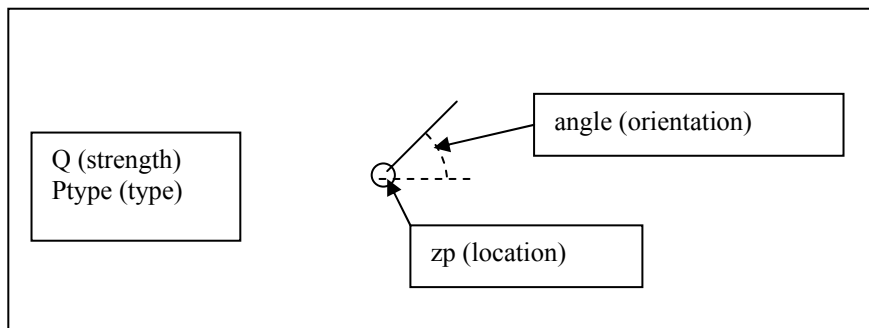 angle (orientation)
Q (strength)
Ptype (type)
zp (location)